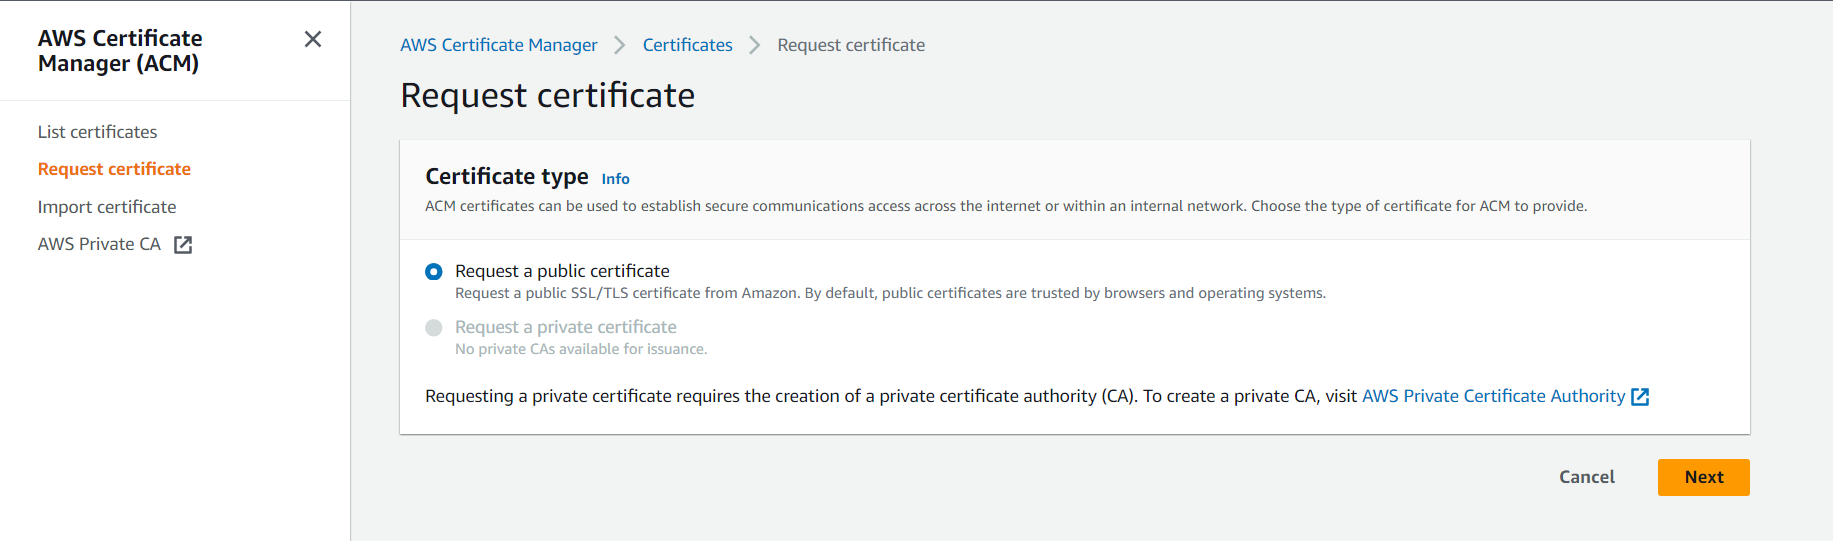 AWS Certificate
Manager (ACM)
List certificates
Request certificate
Import certificate
AWS Private CA
AWS Certificate Manager > Certificates > Request certificate
Request certificate
Certificate type Info
ACM certificates can be used to establish secure communications access across the internet or within an internal network. Choose the type of certificate for ACM to provide.
Request a public certificate
Request a public SSL/TLS certificate from Amazon. By default, public certificates are trusted by browsers and operating systems.
Request a private certificate
No private CAs available for issuance.
Requesting a private certificate requires the creation of a private certificate authority (CA). To create a private CA, visit AWS Private Certificate Authority
Cancel Next